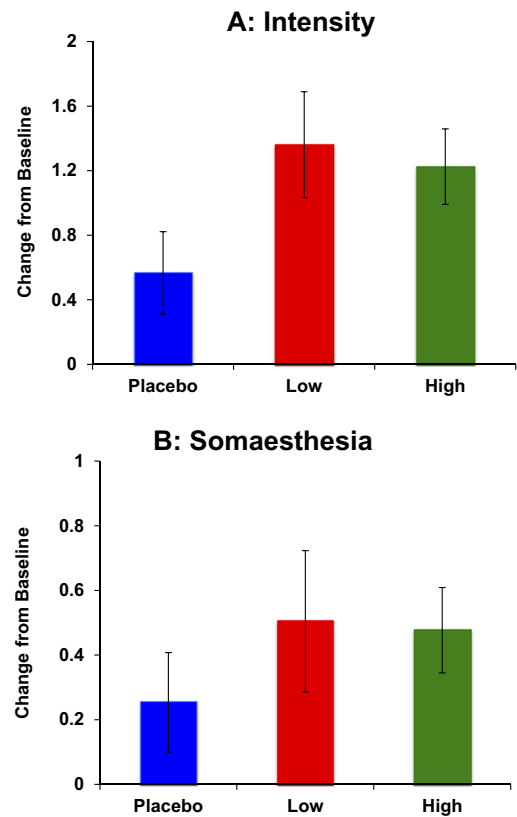 A: Intensity
Change from Baseline
2
1.6
1.2
0.8
0.4
0
Placebo Low High
B: Somaesthesia
Change from Baseline
1
0.8
0.6
0.4
0.2
0
Placebo Low High